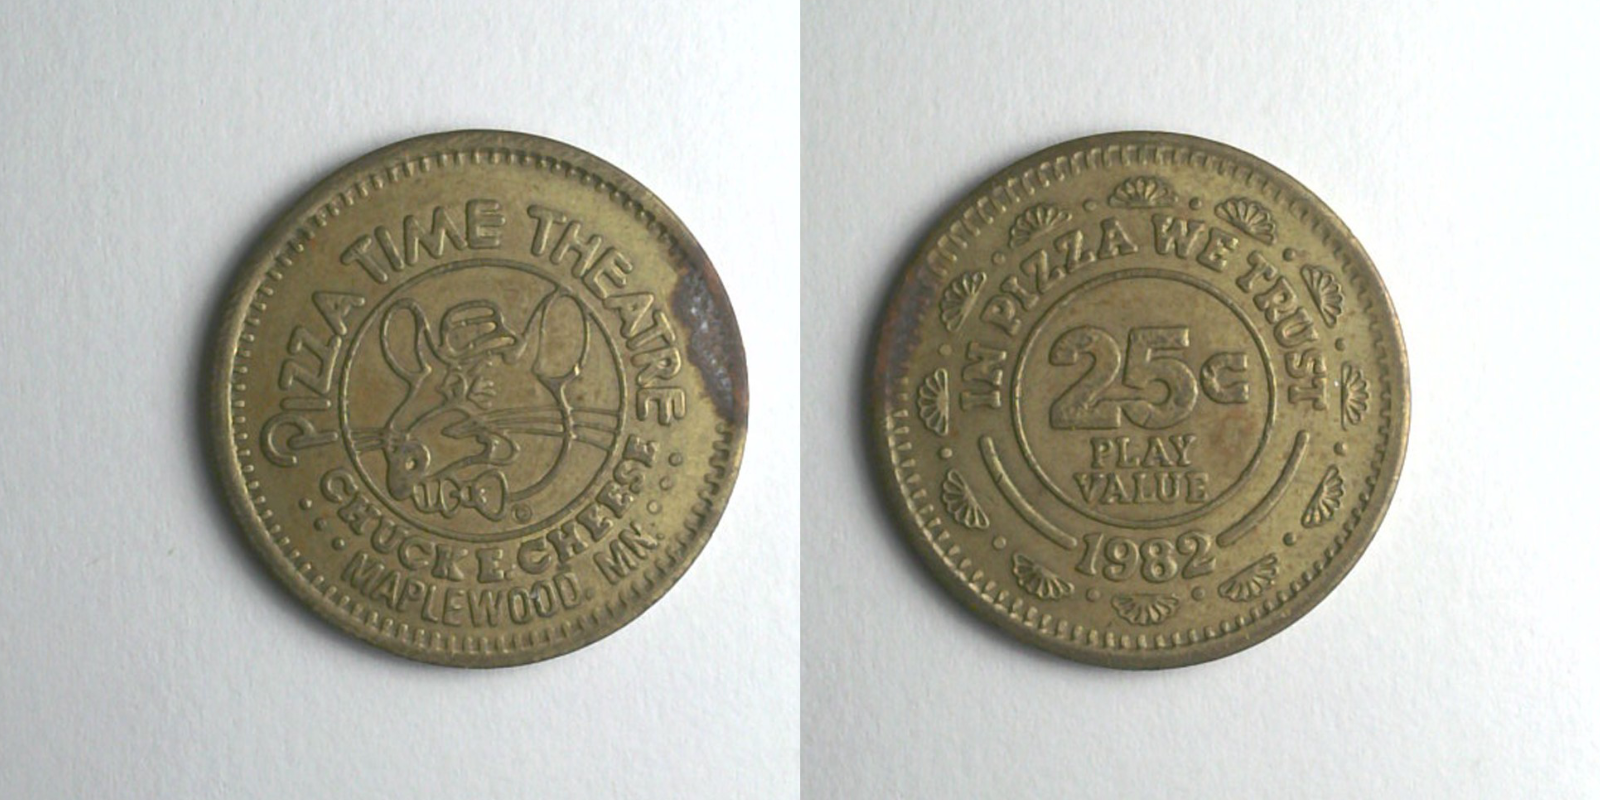 PIZZA TIME THEATRE
CHUCK E. CHEESE
MAPLEWOOD. MN.
IN PIZZA WE TRUST
25¢
PLAY
VALUE
1982